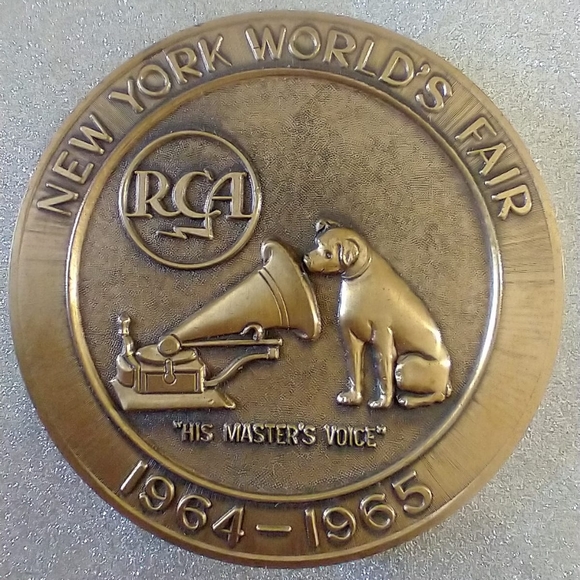 NEW YORK WORLD'S FAIR
RCA
"HIS MASTER'S VOICE"
1964-1965